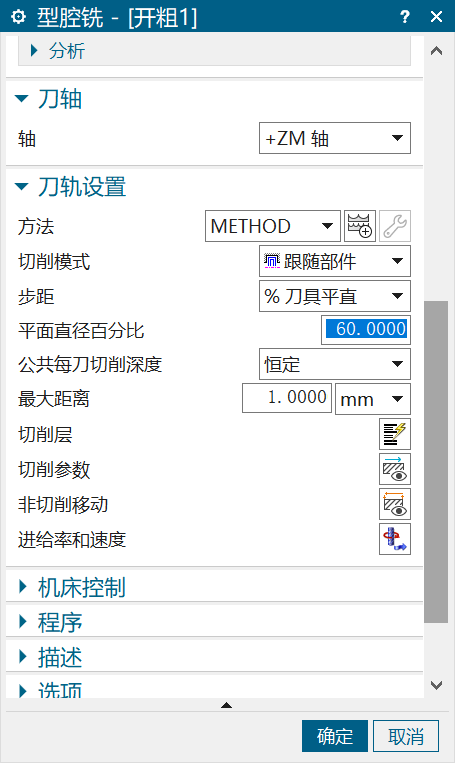 型腔铣 - [开粗1] ?
分析
刀轴
轴 +ZM 轴
刀轨设置
方法 METHOD
切削模式 跟随部件
步距 % 刀具平直
平面直径百分比 60.0000
公共每刀切削深度 恒定
最大距离 1.0000 mm
切削层
切削参数
非切削移动
进给率和速度
机床控制
程序
描述
选项
确定 取消